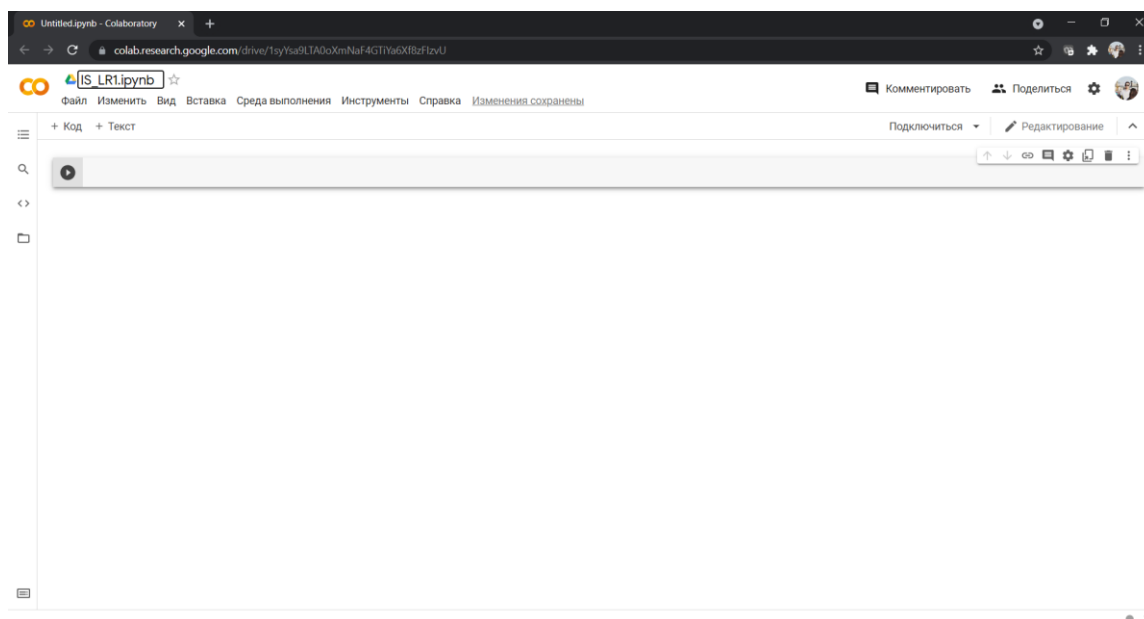 Untitled.ipynb - Colaboratory
colab.research.google.com/drive/1syYsa9LTA0oXmNaF4GTiYa6Xf8zFIzvU
IS_LR1.ipynb
Файл Изменить Вид Вставка Среда выполнения Инструменты Справка Изменения сохранены
Комментировать Поделиться
+ Код + Текст
Подключиться Редактирование